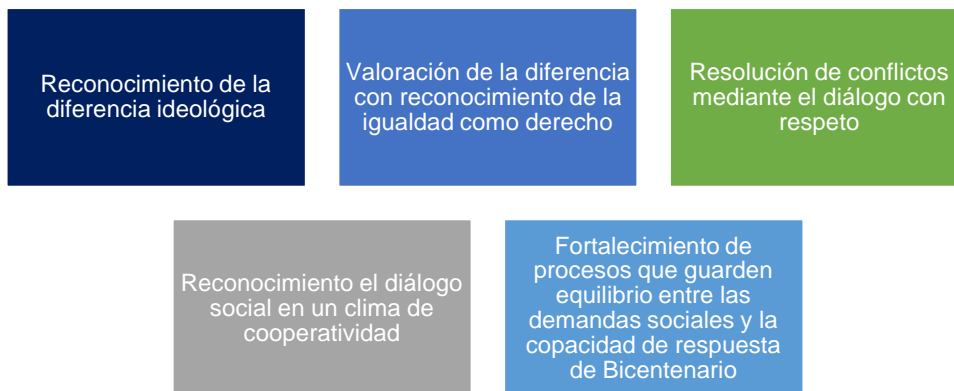 Reconocimiento de la
diferencia ideológica
Valoración de la diferencia
con reconocimiento de la
igualdad como derecho
Resolución de conflictos
mediante el diálogo con
respeto
Reconocimiento el diálogo
social en un clima de
cooperatividad
Fortalecimiento de
procesos que guarden
equilibrio entre las
demandas sociales y la
copacidad de respuesta
de Bicentenario